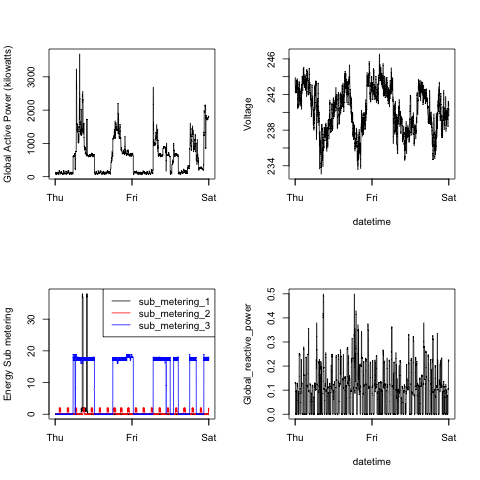 Global Active Power (kilowatts)
3000
2000
1000
0
Thu
Fri
Sat
Voltage
246
242
238
234
Thu
Fri
Sat
datetime
Energy Sub metering
30
20
10
0
sub_metering_1
sub_metering_2
sub_metering_3
Thu
Fri
Sat
Global_reactive_power
0.5
0.4
0.3
0.2
0.1
0.0
Thu
Fri
Sat
datetime